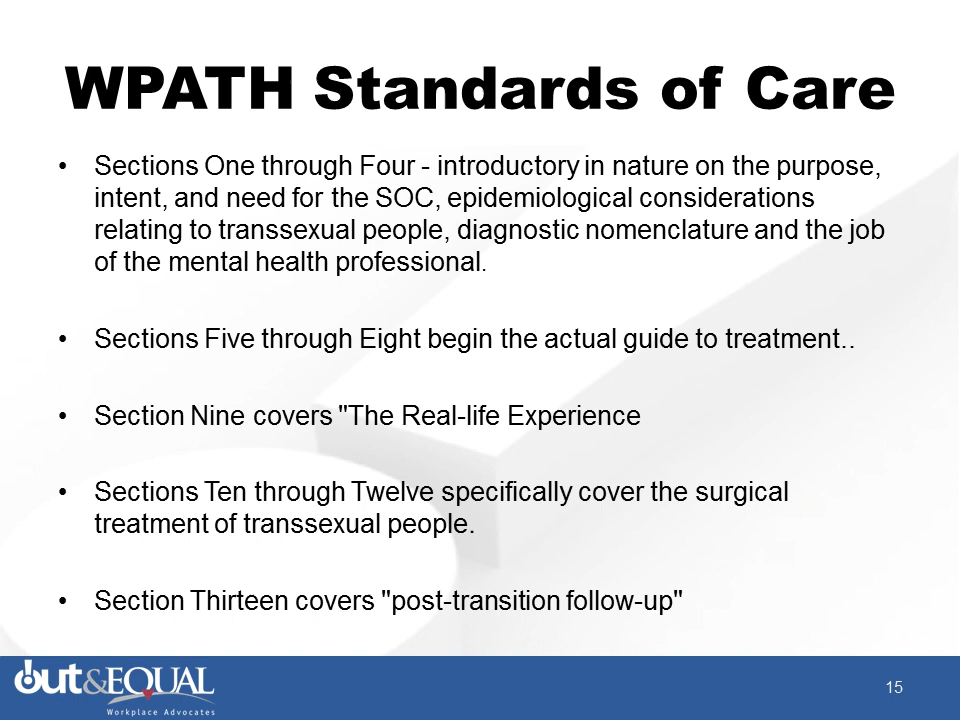 WPATH Standards of Care
• Sections One through Four - introductory in nature on the purpose,
intent, and need for the SOC, epidemiological considerations
relating to transsexual people, diagnostic nomenclature and the job
of the mental health professional.
• Sections Five through Eight begin the actual guide to treatment..
• Section Nine covers "The Real-life Experience
• Sections Ten through Twelve specifically cover the surgical
treatment of transsexual people.
• Section Thirteen covers "post-transition follow-up"
out&EQUAL
Workplace Advocates
15